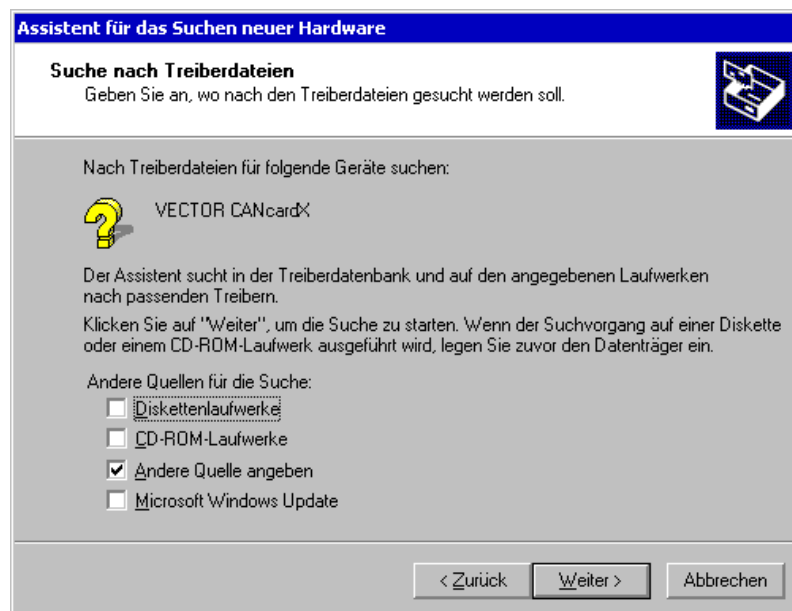 Assistent für das Suchen neuer Hardware
Suche nach Treiberdateien
Geben Sie an, wo nach den Treiberdateien gesucht werden soll.
Nach Treiberdateien für folgende Geräte suchen:
VECTOR CANcardX
Der Assistent sucht in der Treiberdatenbank und auf den angegebenen Laufwerken
nach passenden Treibern.
Klicken Sie auf "Weiter", um die Suche zu starten. Wenn der Suchvorgang auf einer Diskette
oder einem CD-ROM-Laufwerk ausgeführt wird, legen Sie zuvor den Datenträger ein.
Andere Quellen für die Suche:
Diskettenlaufwerke
CD-ROM-Laufwerke
Andere Quelle angeben
Microsoft Windows Update
< Zurück Weiter > Abbrechen